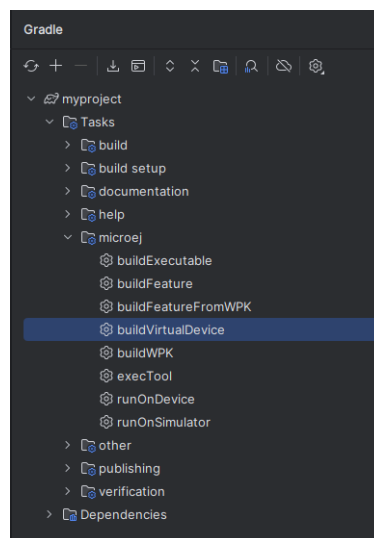 Gradle
myproject
Tasks
build
build setup
documentation
help
microej
buildExecutable
buildFeature
buildFeatureFromWPK
buildVirtualDevice
buildWPK
execTool
runOnDevice
runOnSimulator
other
publishing
verification
Dependencies